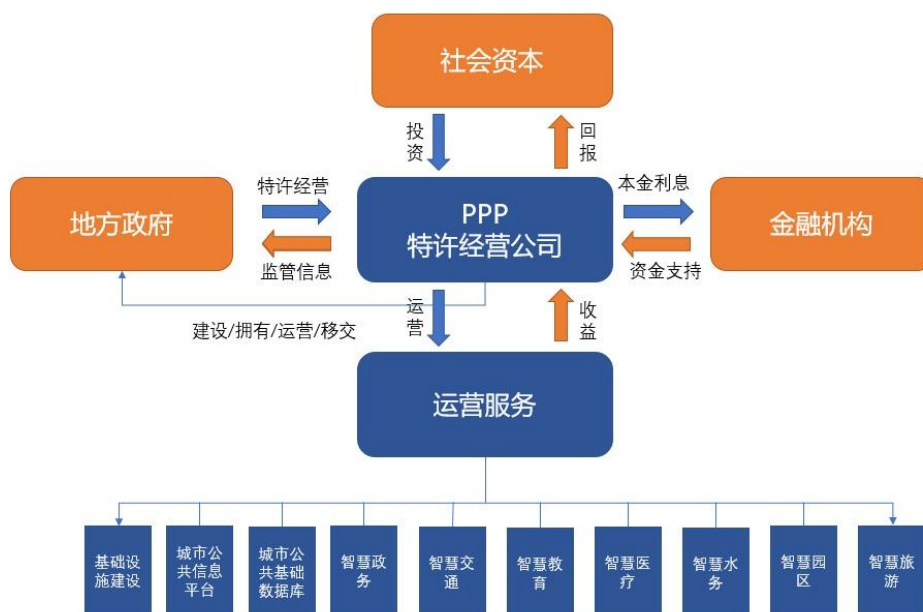 社会资本
投
资
回
报
特许经营
本金利息
地方政府
PPP
特许经营公司
金融机构
监管信息
资金支持
运
营
收
益
建设/拥有/运营/移交
运营服务
基础设
施建设
城市公
共信息
平台
城市公
共基础
数据库
智慧政
务
智慧交
通
智慧教
育
智慧医
疗
智慧水
务
智慧园
区
智慧旅
游